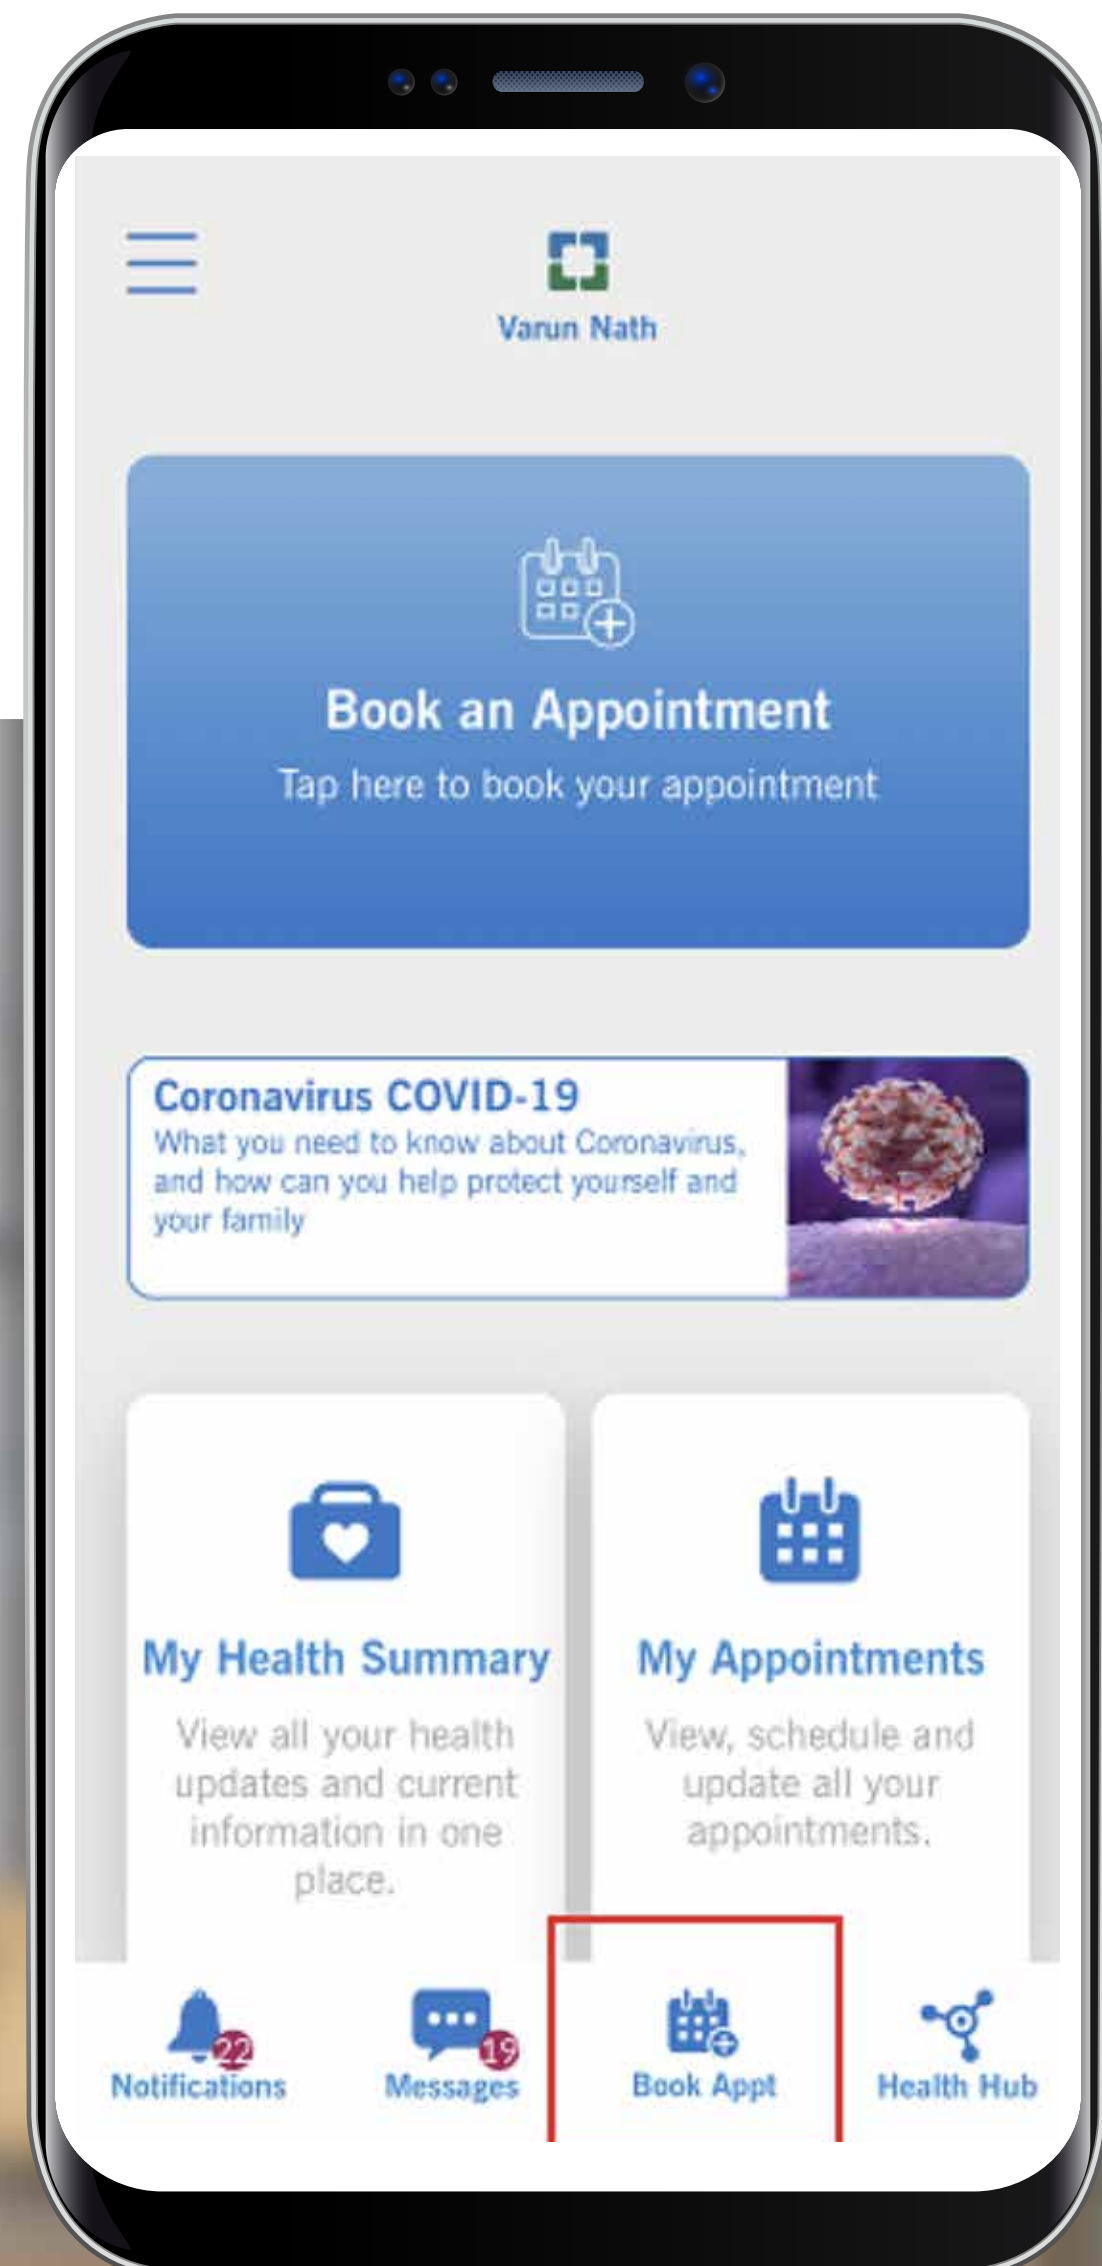 Varun Nath
Book an Appointment
Tap here to book your appointment
Coronavirus COVID-19
What you need to know about Coronavirus,
and how can you help protect yourself and
your family
My Health Summary
View all your health
updates and current
information in one
place.
My Appointments
View, schedule and
update all your
appointments.
22
Notifications
19
Messages
Book Appt
Health Hub